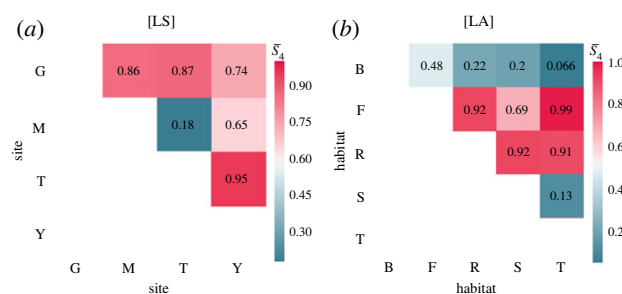 (a) [LS]
S̄4
G 0.86 0.87 0.74
M 0.18 0.65
T 0.95
Y
site
G M T Y
site
0.90
0.75
0.60
0.45
0.30
(b) [LA]
S̄4
B 0.48 0.22 0.2 0.066
F 0.92 0.69 0.99
R 0.92 0.91
S 0.13
T
habitat
B F R S T
habitat
1.0
0.8
0.6
0.4
0.2